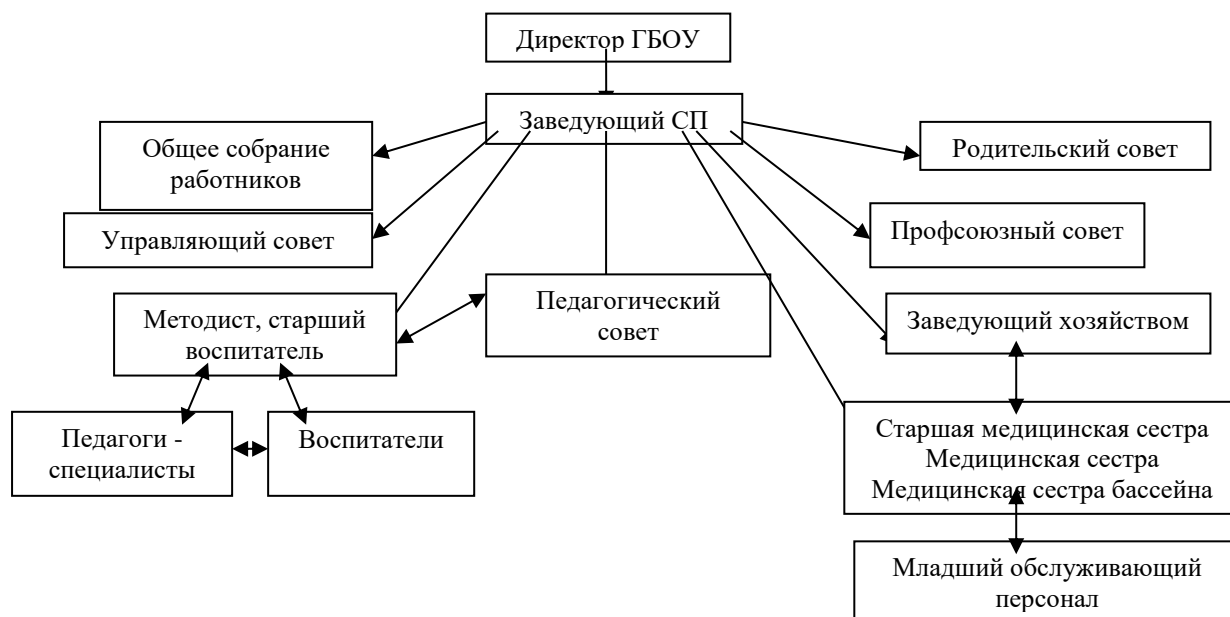 Директор ГБОУ
Заведующий СП
Общее собрание
работников
Родительский совет
Управляющий совет
Профсоюзный совет
Педагогический
совет
Методист, старший
воспитатель
Заведующий хозяйством
Педагоги -
специалисты
Воспитатели
Старшая медицинская сестра
Медицинская сестра
Медицинская сестра бассейна
Младший обслуживающий
персонал